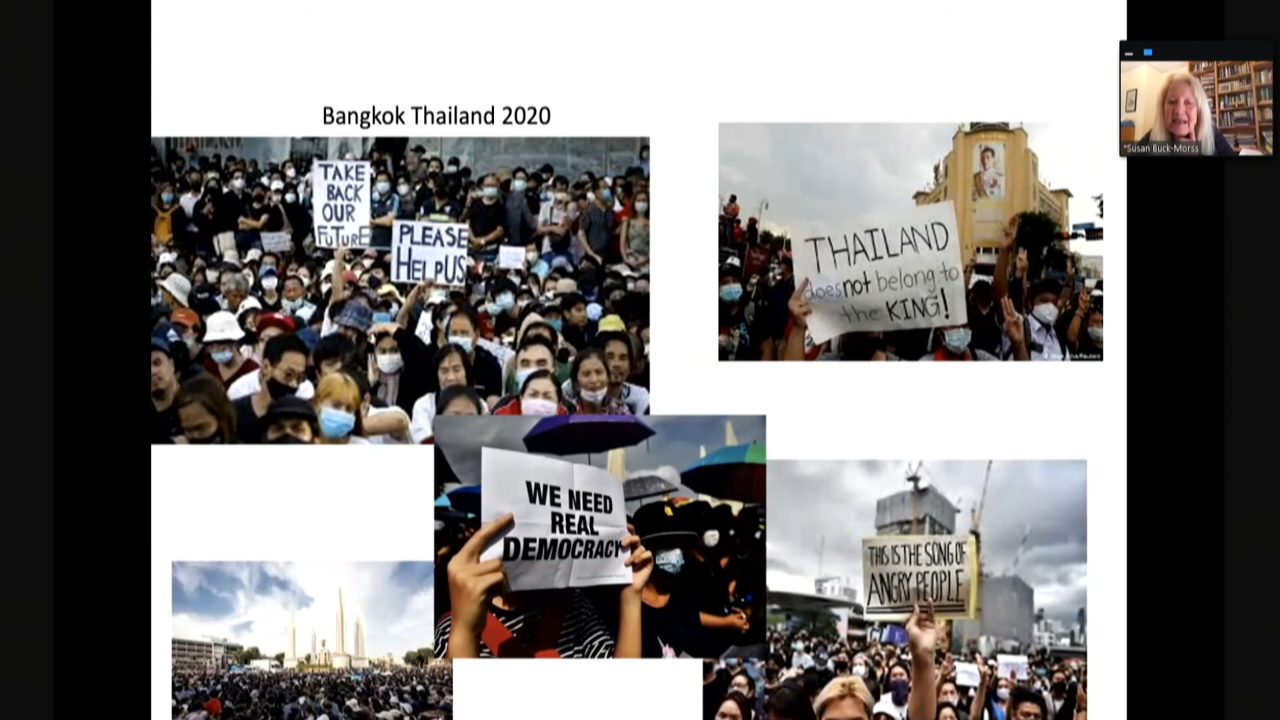 Bangkok Thailand 2020
TAKE
BACK
OUR
FUTURE
PLEASE
HELP US
THAILAND
does not belong to
the KING!
WE NEED
REAL
DEMOCRACY
THIS IS THE SONG OF
ANGRY PEOPLE
Susan Buck-Morss